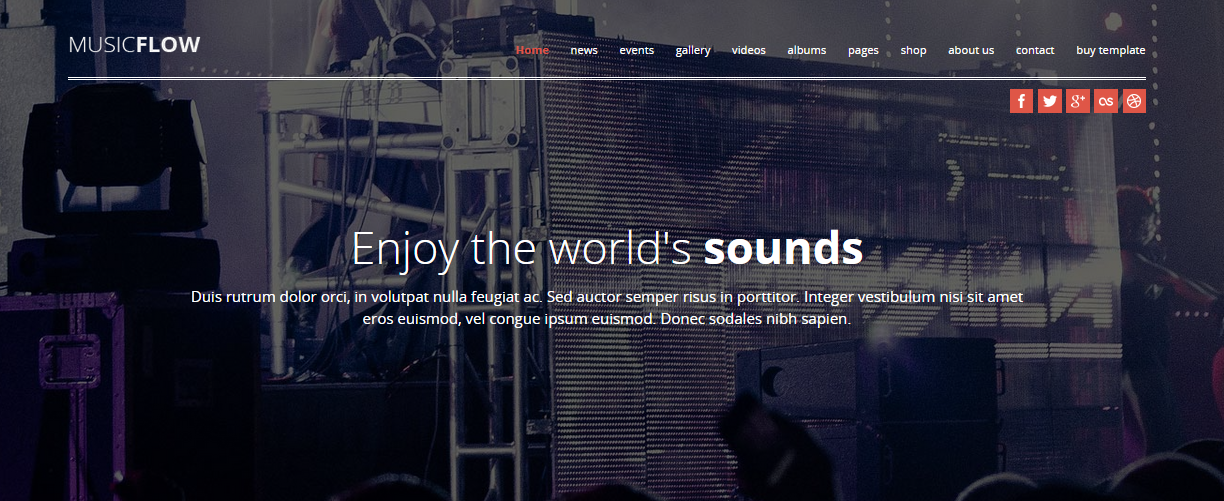 MUSICFLOW
Home news events gallery videos albums pages shop about us contact buy template
Enjoy the world's sounds
Duis rutrum dolor orci, in volutpat nulla feugiat ac. Sed auctor semper risus in porttitor. Integer vestibulum nisi sit amet
eros euismod, vel congue ipsum euismod. Donec sodales nibh sapien.